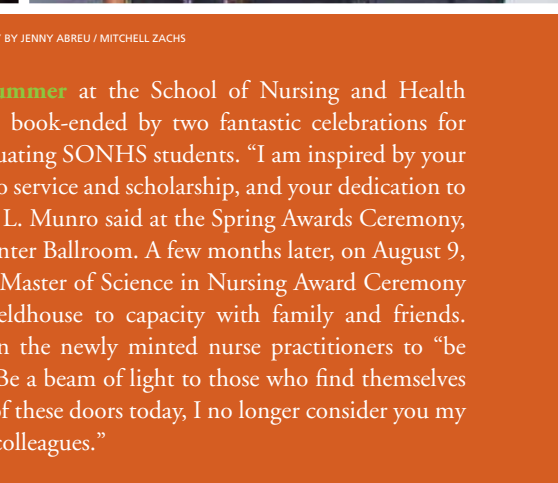 BY JENNY ABREU / MITCHELL ZACHS
at the School of Nursing and Health
book-ended by two fantastic celebrations for
SONHS students. “I am inspired by your
service and scholarship, and your dedication to
L. Munro said at the Spring Awards Ceremony,
Ballroom. A few months later, on August 9,
Master of Science in Nursing Award Ceremony
to capacity with family and friends.
the newly minted nurse practitioners to “be
Be a beam of light to those who find themselves
of these doors today, I no longer consider you my
colleagues.”